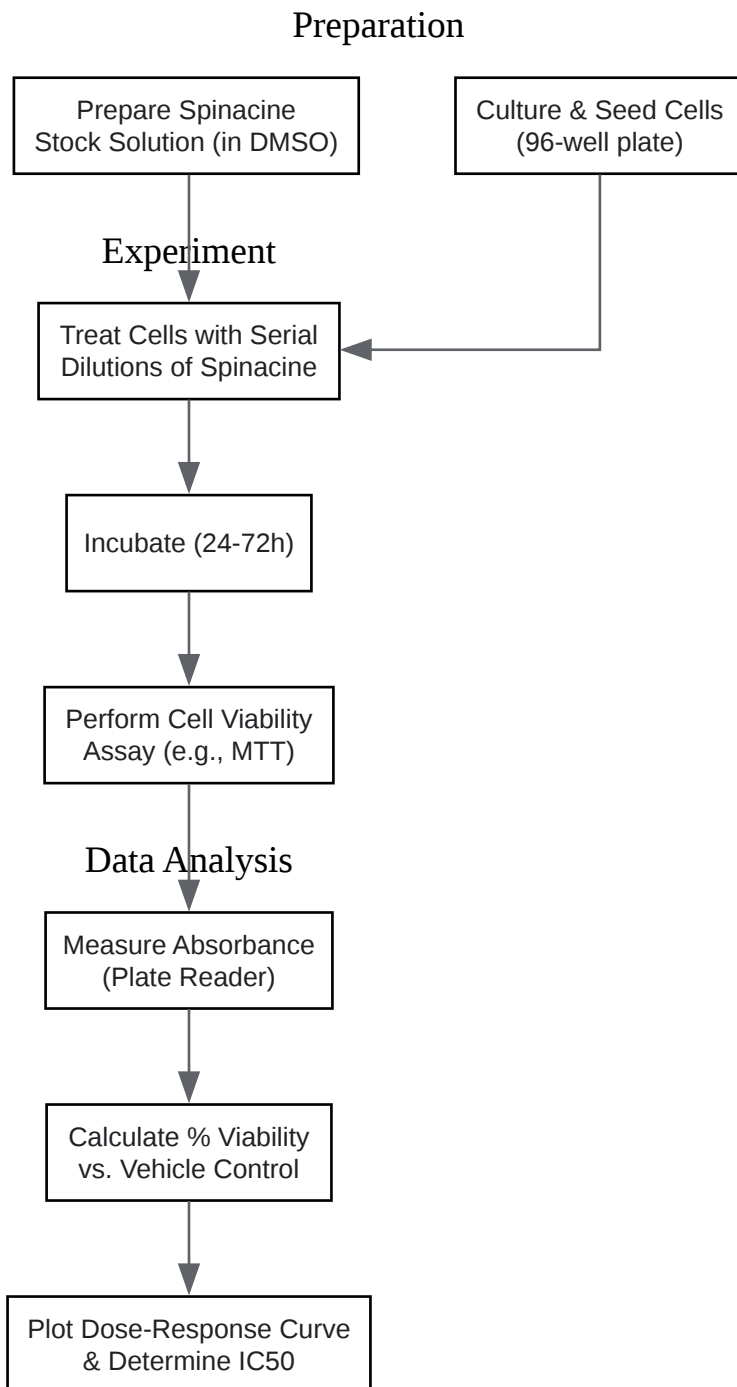 Preparation
Prepare Spinacine
Stock Solution (in DMSO)
Culture & Seed Cells
(96-well plate)
Experiment
Treat Cells with Serial
Dilutions of Spinacine
Incubate (24-72h)
Perform Cell Viability
Assay (e.g., MTT)
Data Analysis
Measure Absorbance
(Plate Reader)
Calculate % Viability
vs. Vehicle Control
Plot Dose-Response Curve
& Determine IC50